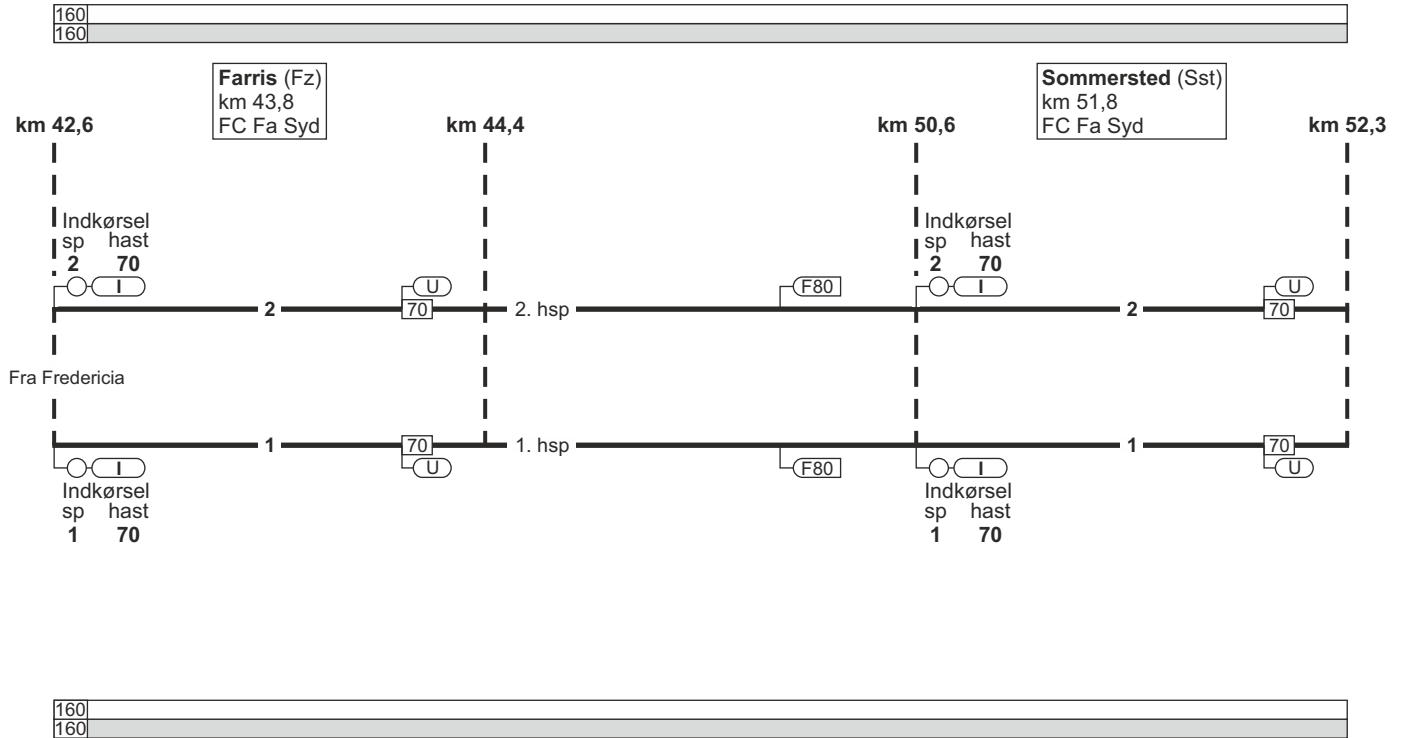 160
160
Farris (Fz)
km 43,8
FC Fa Syd
Sommersted (Sst)
km 51,8
FC Fa Syd
km 42,6
km 44,4
km 50,6
km 52,3
Indkørsel
sp hast
2 70
I
U
F80
Indkørsel
sp hast
2 70
I
U
2
70
2. hsp
2
70
Fra Fredericia
1
70
1. hsp
1
70
I
U
F80
I
U
Indkørsel
sp hast
1 70
Indkørsel
sp hast
1 70
160
160